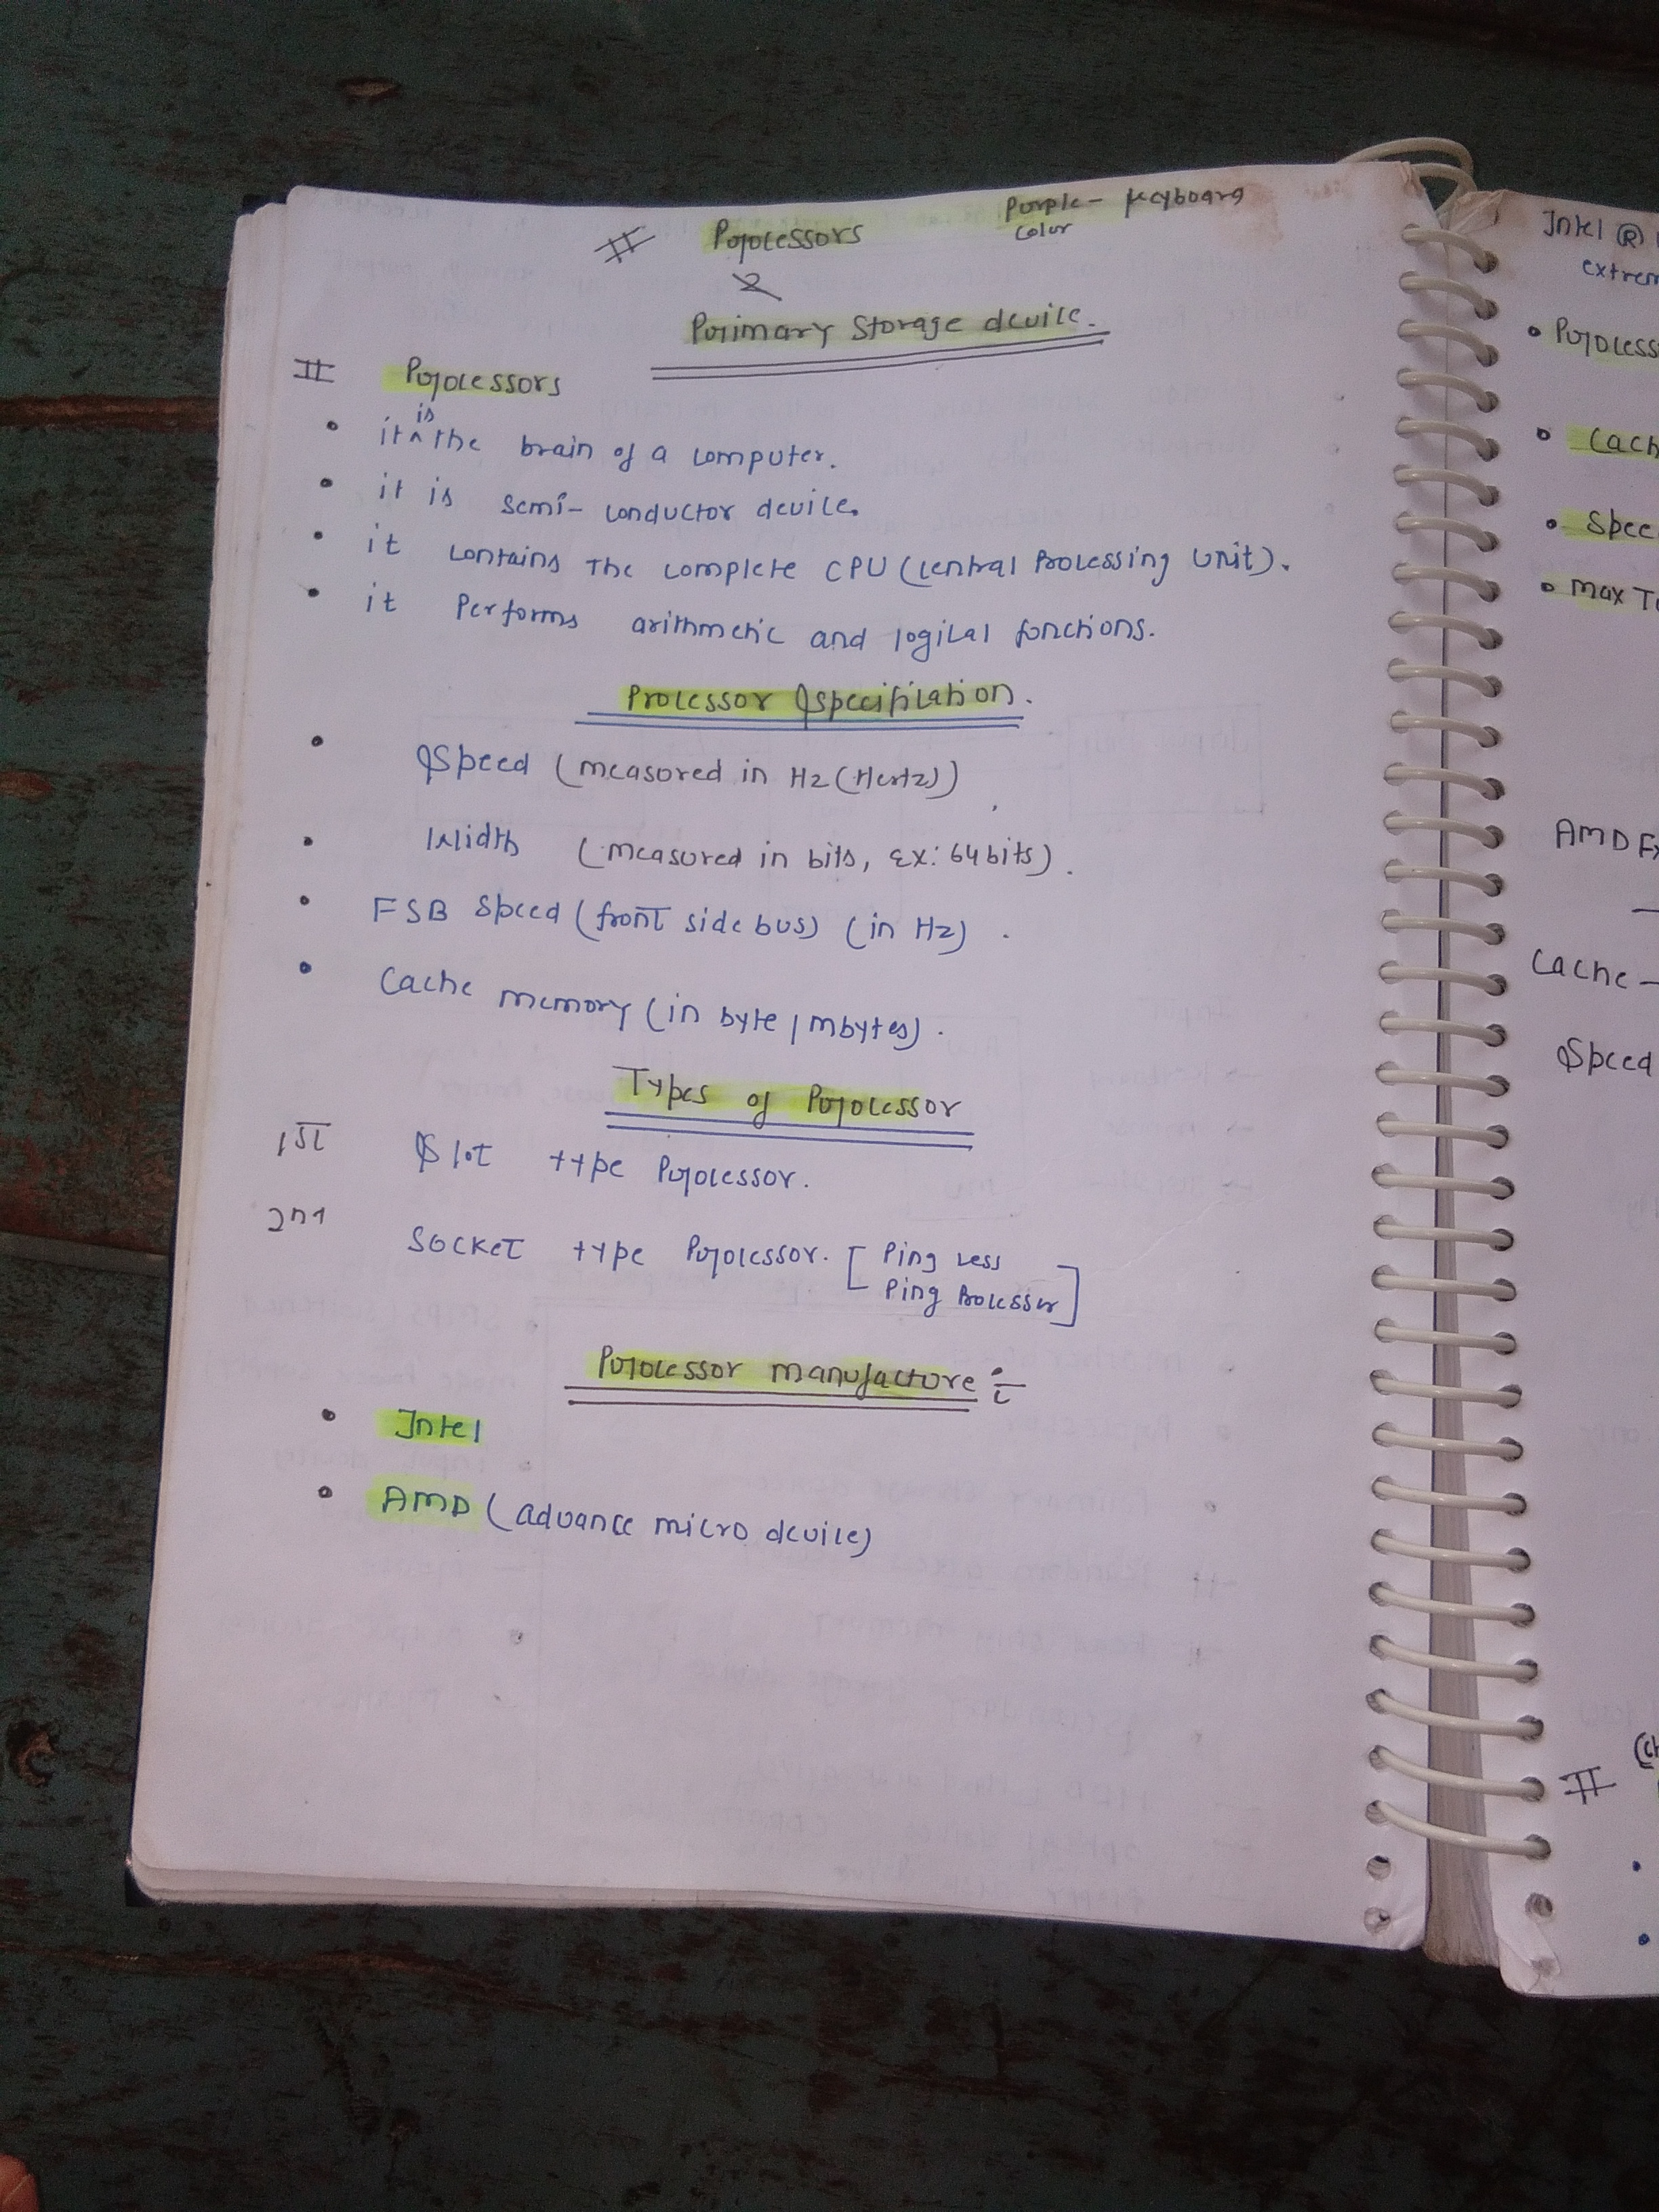 # Processors
Purple - keyboard
color
&
Primary Storage device.
# Processors
• it is the brain of a computer.
• it is semi-conductor device.
• it contains the complete CPU (central Processing Unit).
• it Performs arithmetic and logical functions.
Processor Specification.
• Speed (measured in Hz (Hertz))
• Width (measured in bits, Ex: 64 bits).
• FSB Speed (front side bus) (in Hz).
• Cache memory (in byte / mbytes).
Types of Processor
1st Slot type Processor.
2nd Socket type Processor. [ Ping Less
Ping Processer ]
Processor manufacture :-
• Intel
• AMD (advance micro device)
Intel ®
• Process
• Cach
• Spee
• Max T
AMD F
Cache -
Speed
#